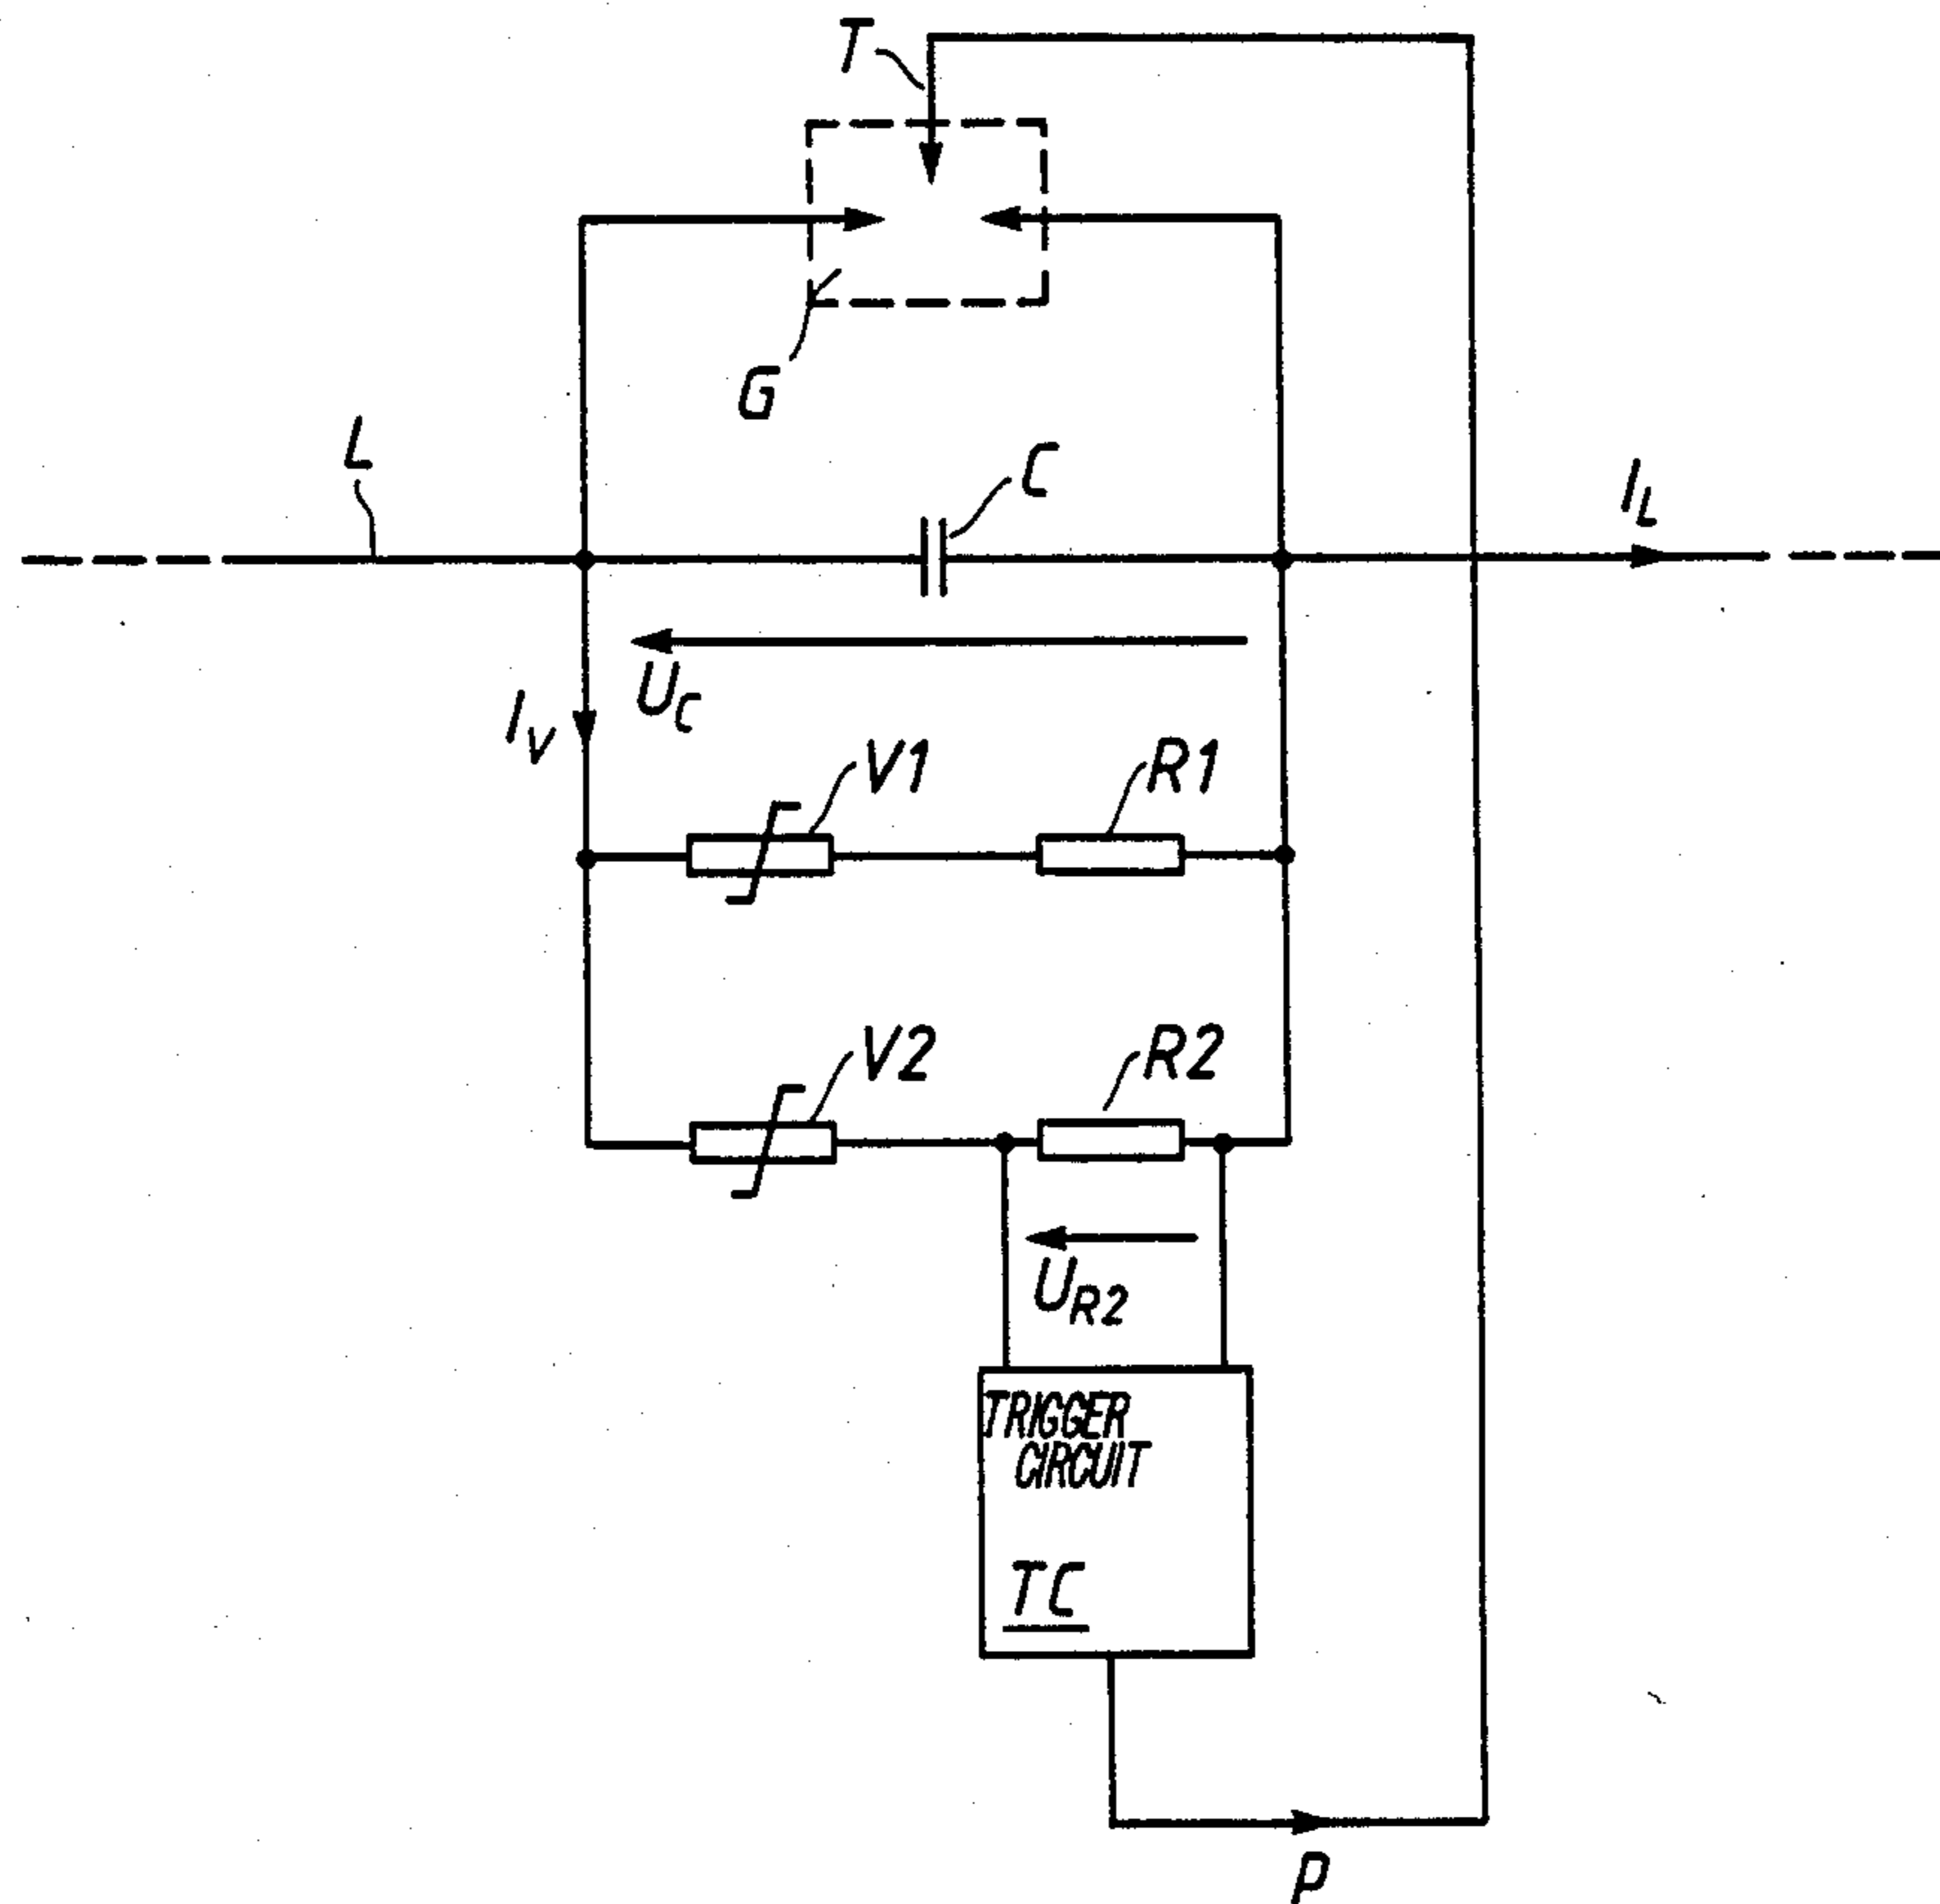 T
G
L
C
I_L
U_C
I_V
V1
R1
V2
R2
U_R2
TRIGGER
CIRCUIT
TC
P